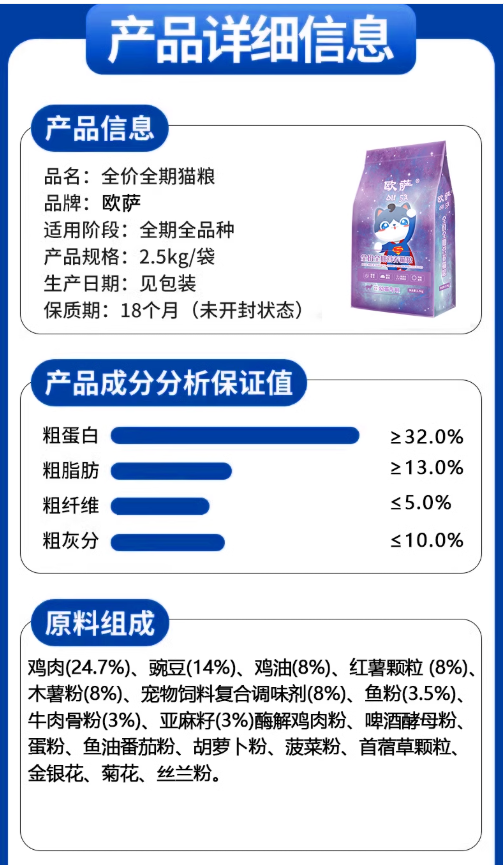 产品详细信息
产品信息
品名：全价全期猫粮
品牌：欧萨
适用阶段：全期全品种
产品规格：2.5kg/袋
生产日期：见包装
保质期：18个月（未开封状态）
欧萨
产品成分分析保证值
粗蛋白 ≥32.0%
粗脂肪 ≥13.0%
粗纤维 ≤5.0%
粗灰分 ≤10.0%
原料组成
鸡肉(24.7%)、豌豆(14%)、鸡油(8%)、红薯颗粒 (8%)、
木薯粉(8%)、宠物饲料复合调味剂(8%)、鱼粉(3.5%)、
牛肉骨粉(3%)、亚麻籽(3%)酶解鸡肉粉、啤酒酵母粉、
蛋粉、鱼油番茄粉、胡萝卜粉、菠菜粉、首蓿草颗粒、
金银花、菊花、丝兰粉。